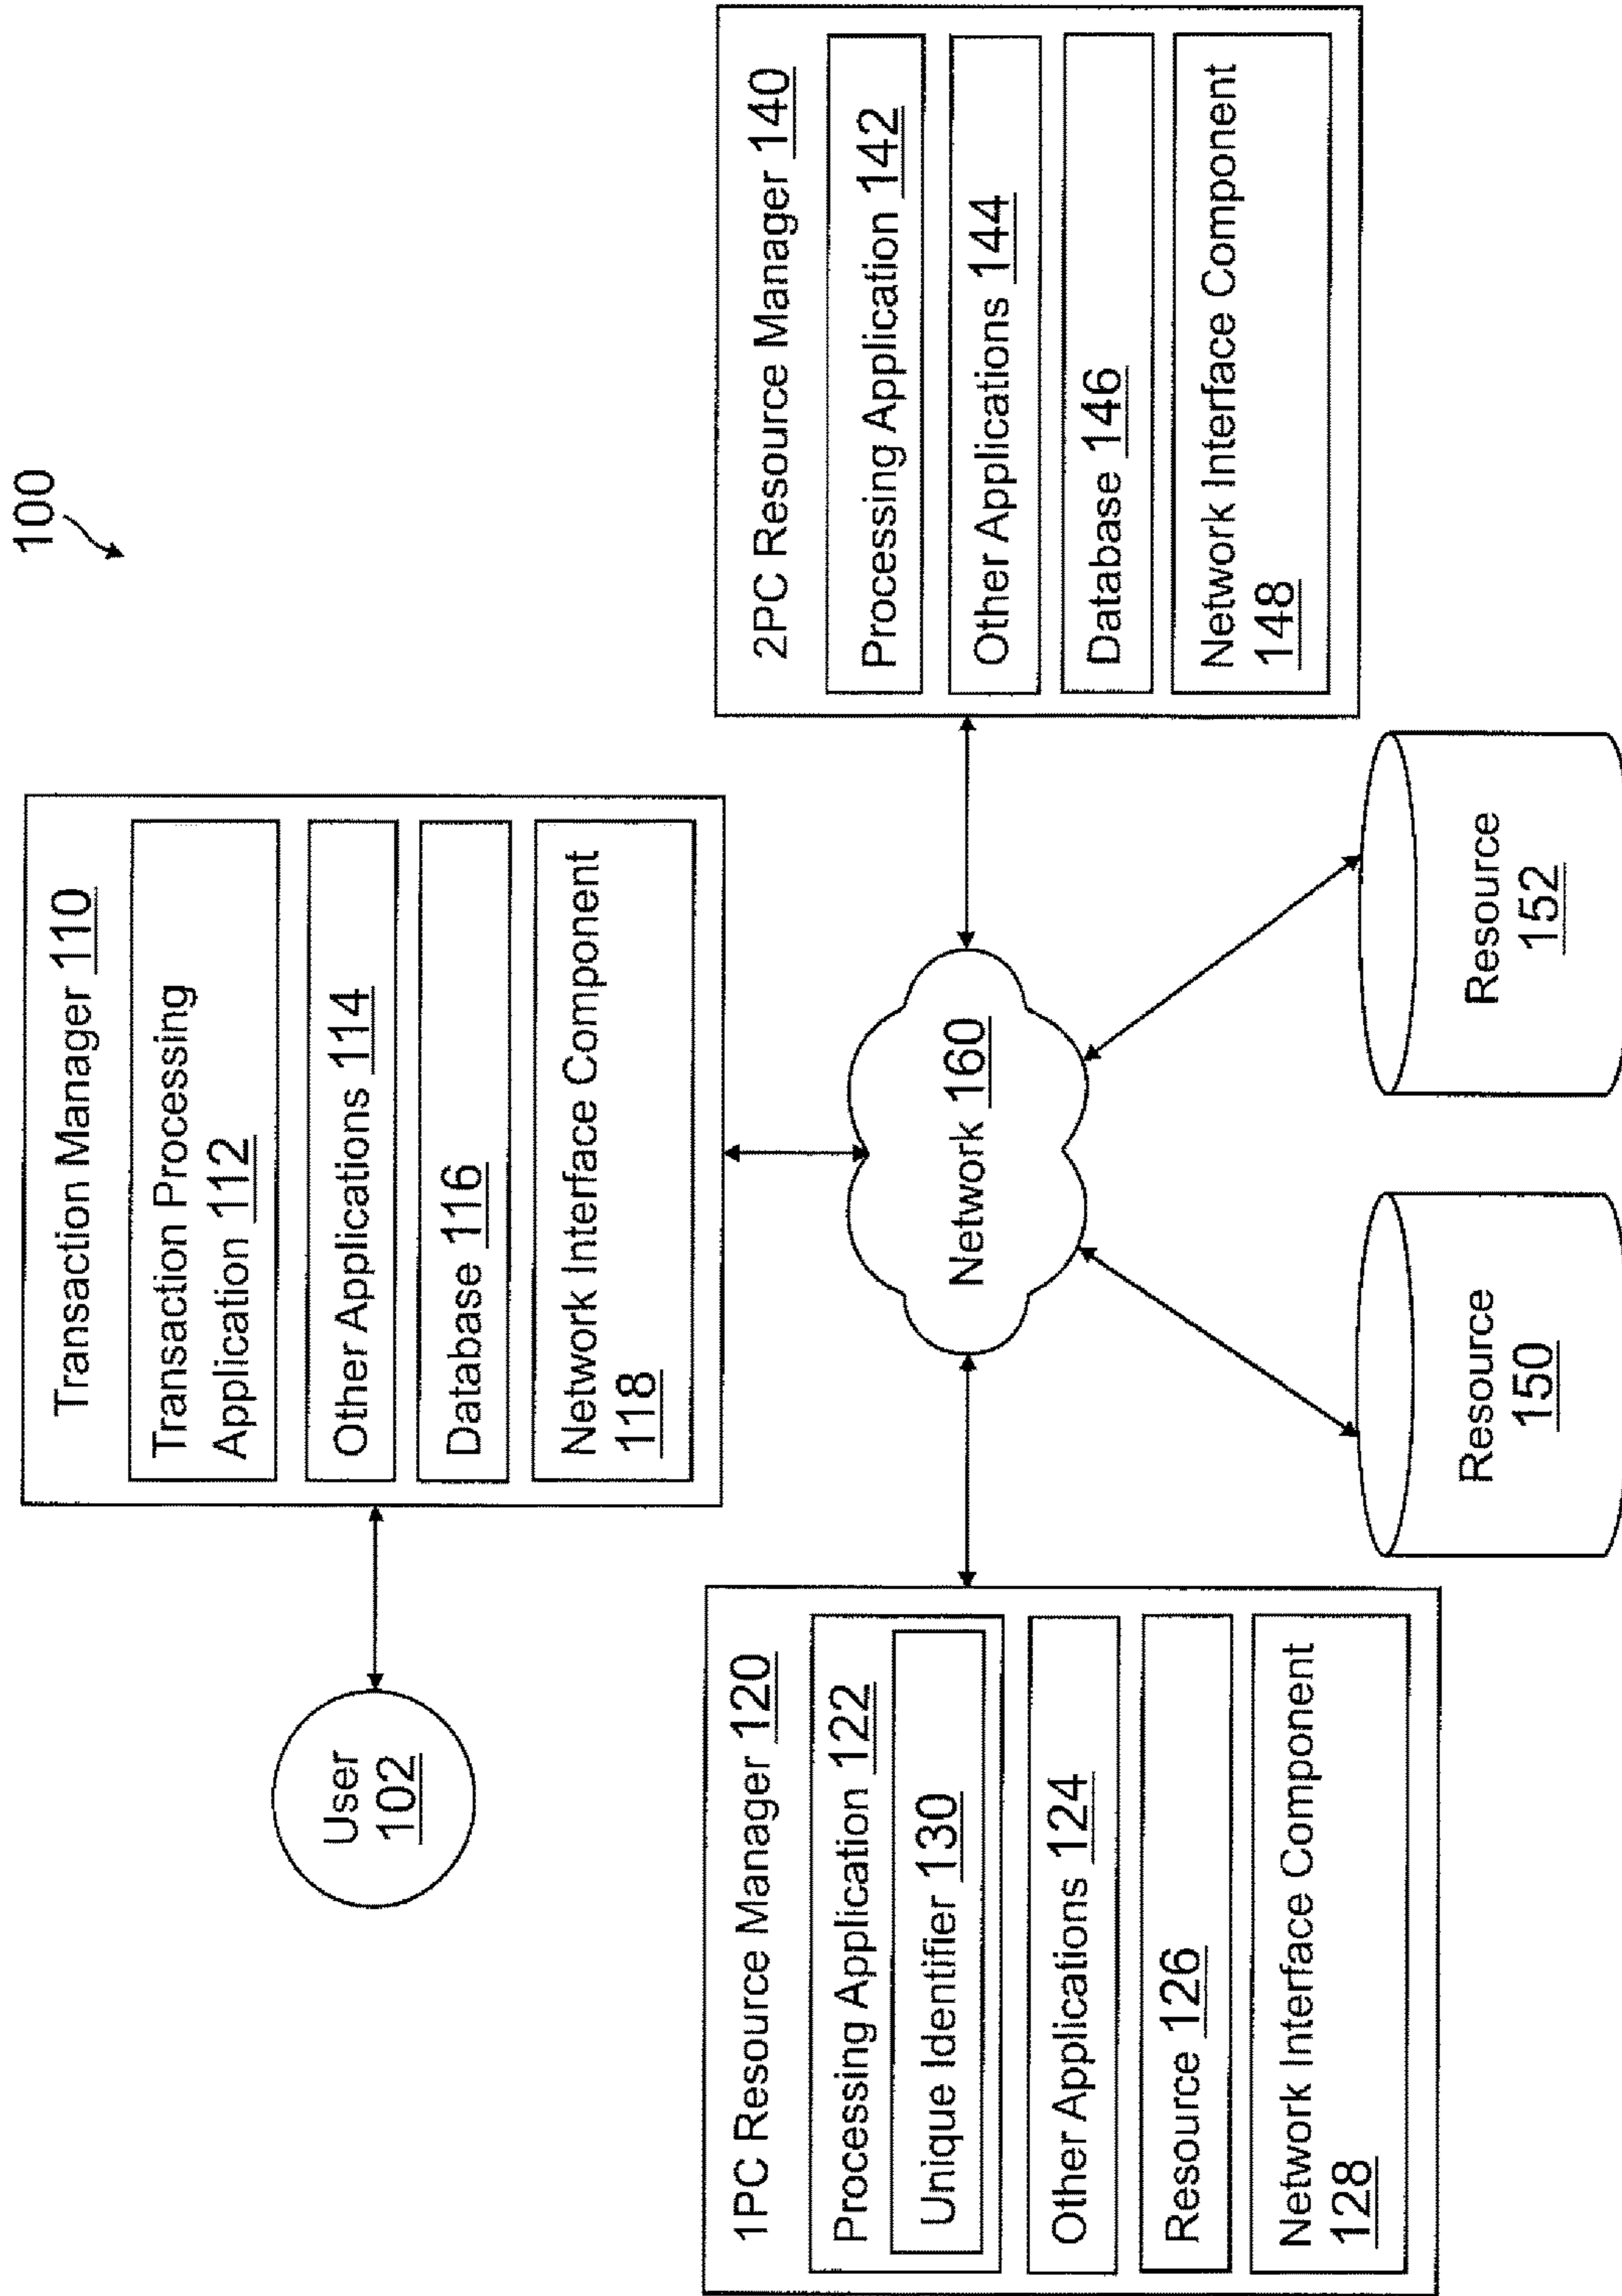 100
User
102
Transaction Manager 110
Transaction Processing
Application 112
Other Applications 114
Database 116
Network Interface Component
118
1PC Resource Manager 120
Processing Application 122
Unique Identifier 130
Other Applications 124
Resource 126
Network Interface Component
128
Network 160
2PC Resource Manager 140
Processing Application 142
Other Applications 144
Database 146
Network Interface Component
148
Resource
150
Resource
152